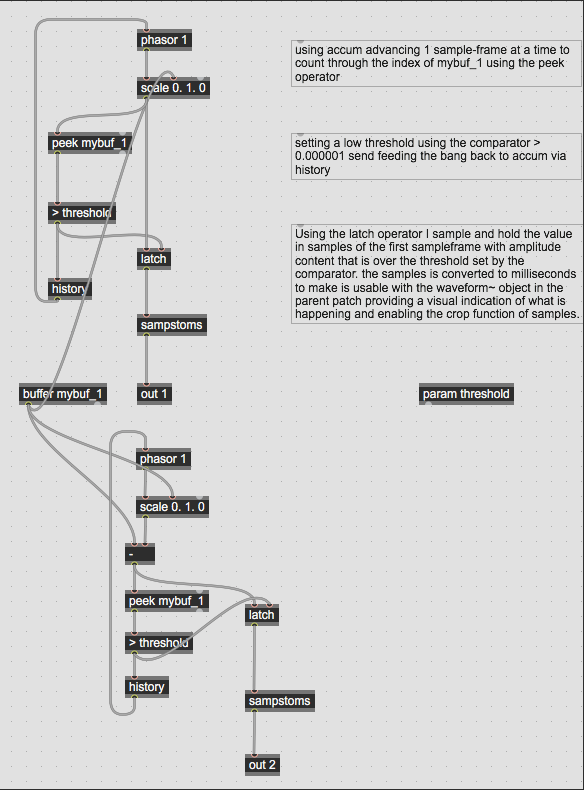 phasor 1
using accum advancing 1 sample-frame at a time to
count through the index of mybuf_1 using the peek
operator
scale 0. 1. 0
peek mybuf_1
setting a low threshold using the comparator >
0.000001 send feeding the bang back to accum via
history
> threshold
Using the latch operator I sample and hold the value
in samples of the first sampleframe with amplitude
content that is over the threshold set by the
comparator. the samples is converted to milliseconds
to make is usable with the waveform~ object in the
parent patch providing a visual indication of what is
happening and enabling the crop function of samples.
latch
history
sampstoms
buffer mybuf_1
out 1
param threshold
phasor 1
scale 0. 1. 0
-
peek mybuf_1
latch
> threshold
history
sampstoms
out 2